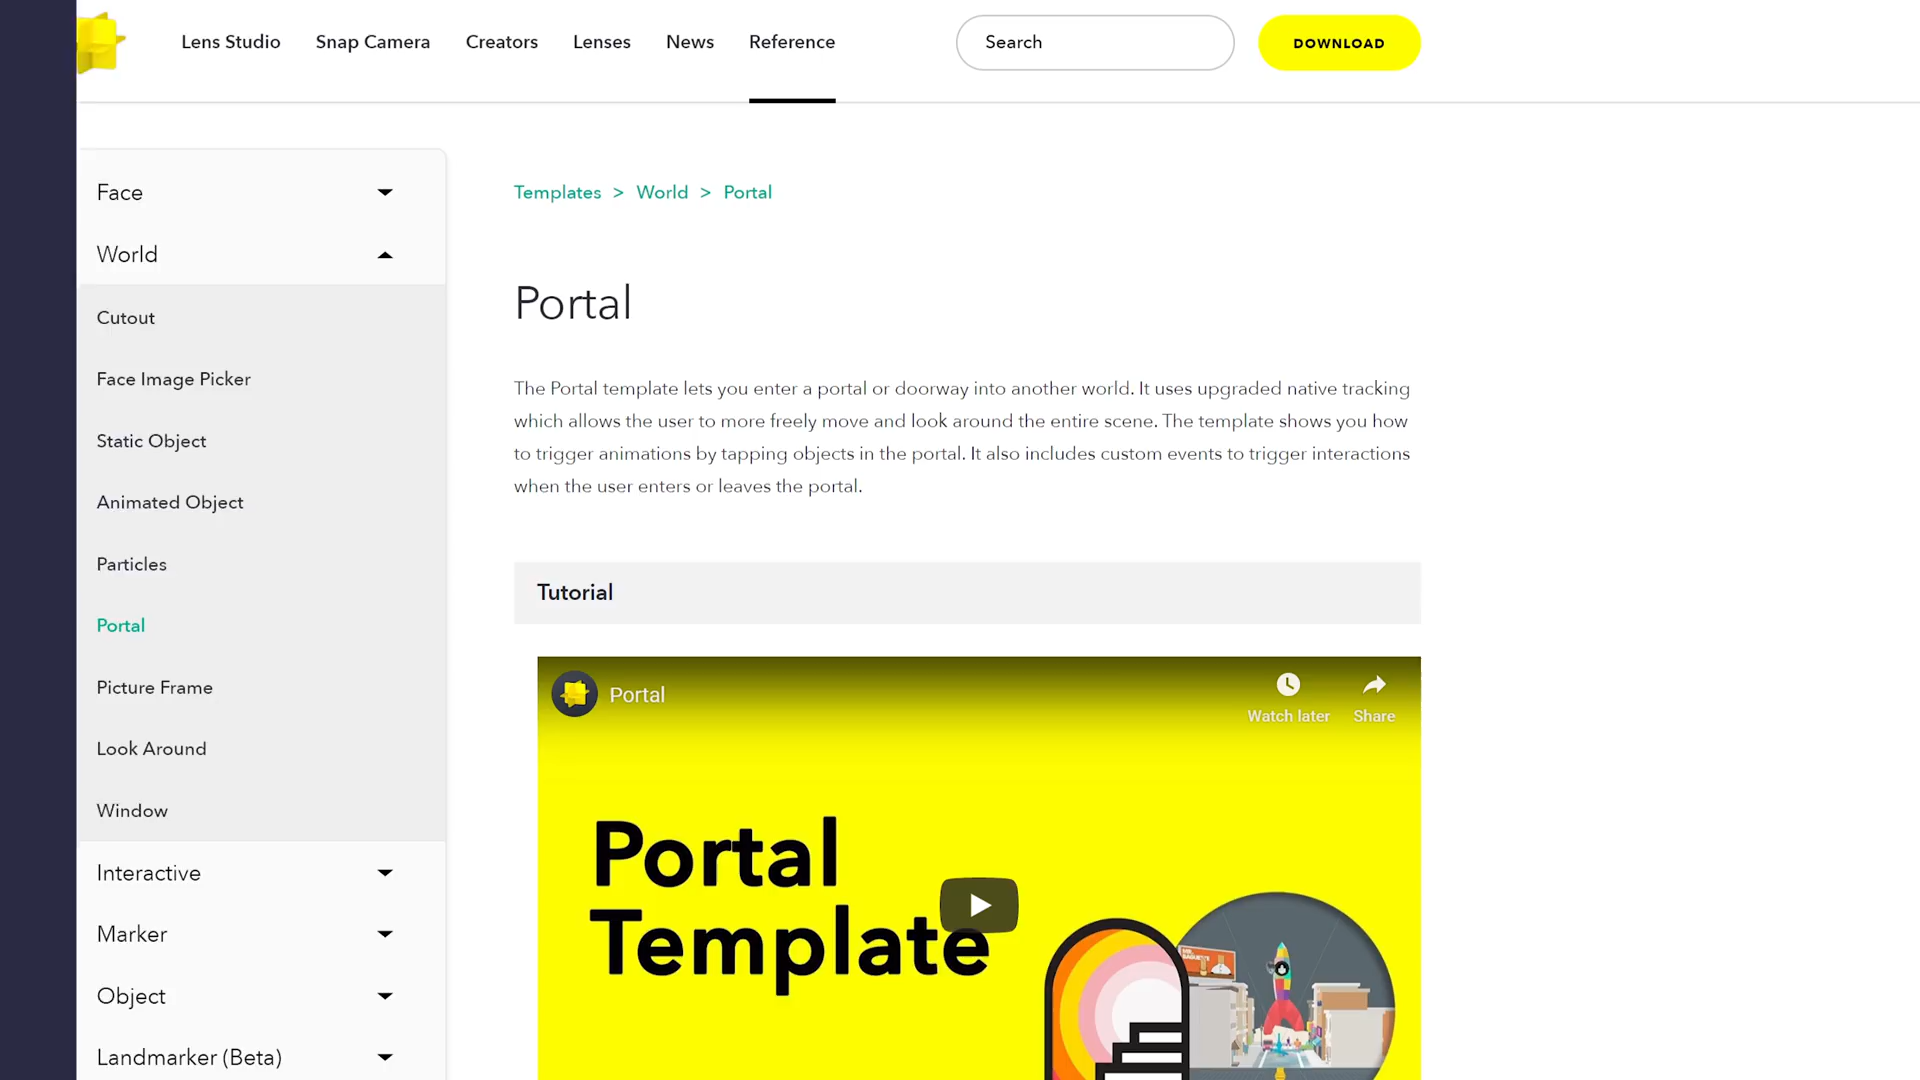 Lens Studio Snap Camera Creators Lenses News Reference Search DOWNLOAD
Face
World
Cutout
Face Image Picker
Static Object
Animated Object
Particles
Portal
Picture Frame
Look Around
Window
Interactive
Marker
Object
Landmarker (Beta)
Templates > World > Portal
Portal
The Portal template lets you enter a portal or doorway into another world. It uses upgraded native tracking
which allows the user to more freely move and look around the entire scene. The template shows you how
to trigger animations by tapping objects in the portal. It also includes custom events to trigger interactions
when the user enters or leaves the portal.
Tutorial
Portal
Watch later Share
Portal
Template